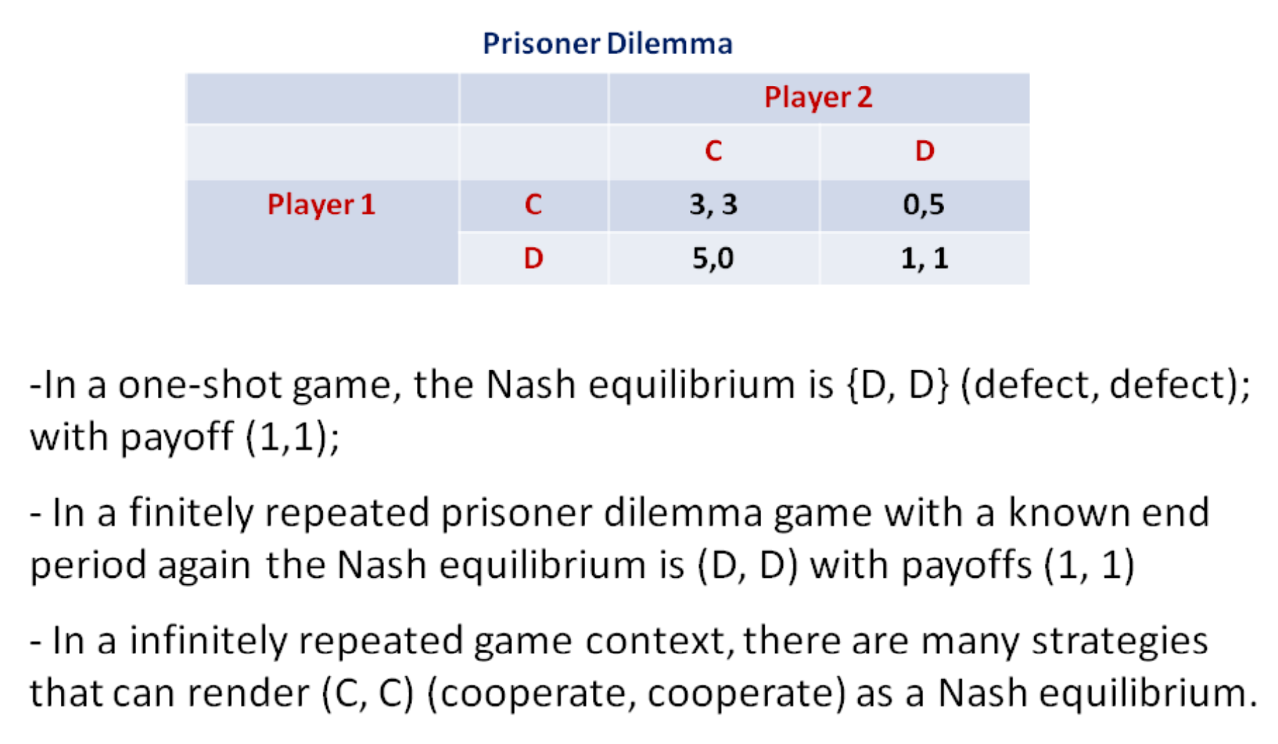 Prisoner Dilemma
Player 2
C D
Player 1 C 3, 3 0,5
D 5,0 1, 1
-In a one-shot game, the Nash equilibrium is {D, D} (defect, defect);
with payoff (1,1);
- In a finitely repeated prisoner dilemma game with a known end
period again the Nash equilibrium is (D, D) with payoffs (1, 1)
- In a infinitely repeated game context, there are many strategies
that can render (C, C) (cooperate, cooperate) as a Nash equilibrium.